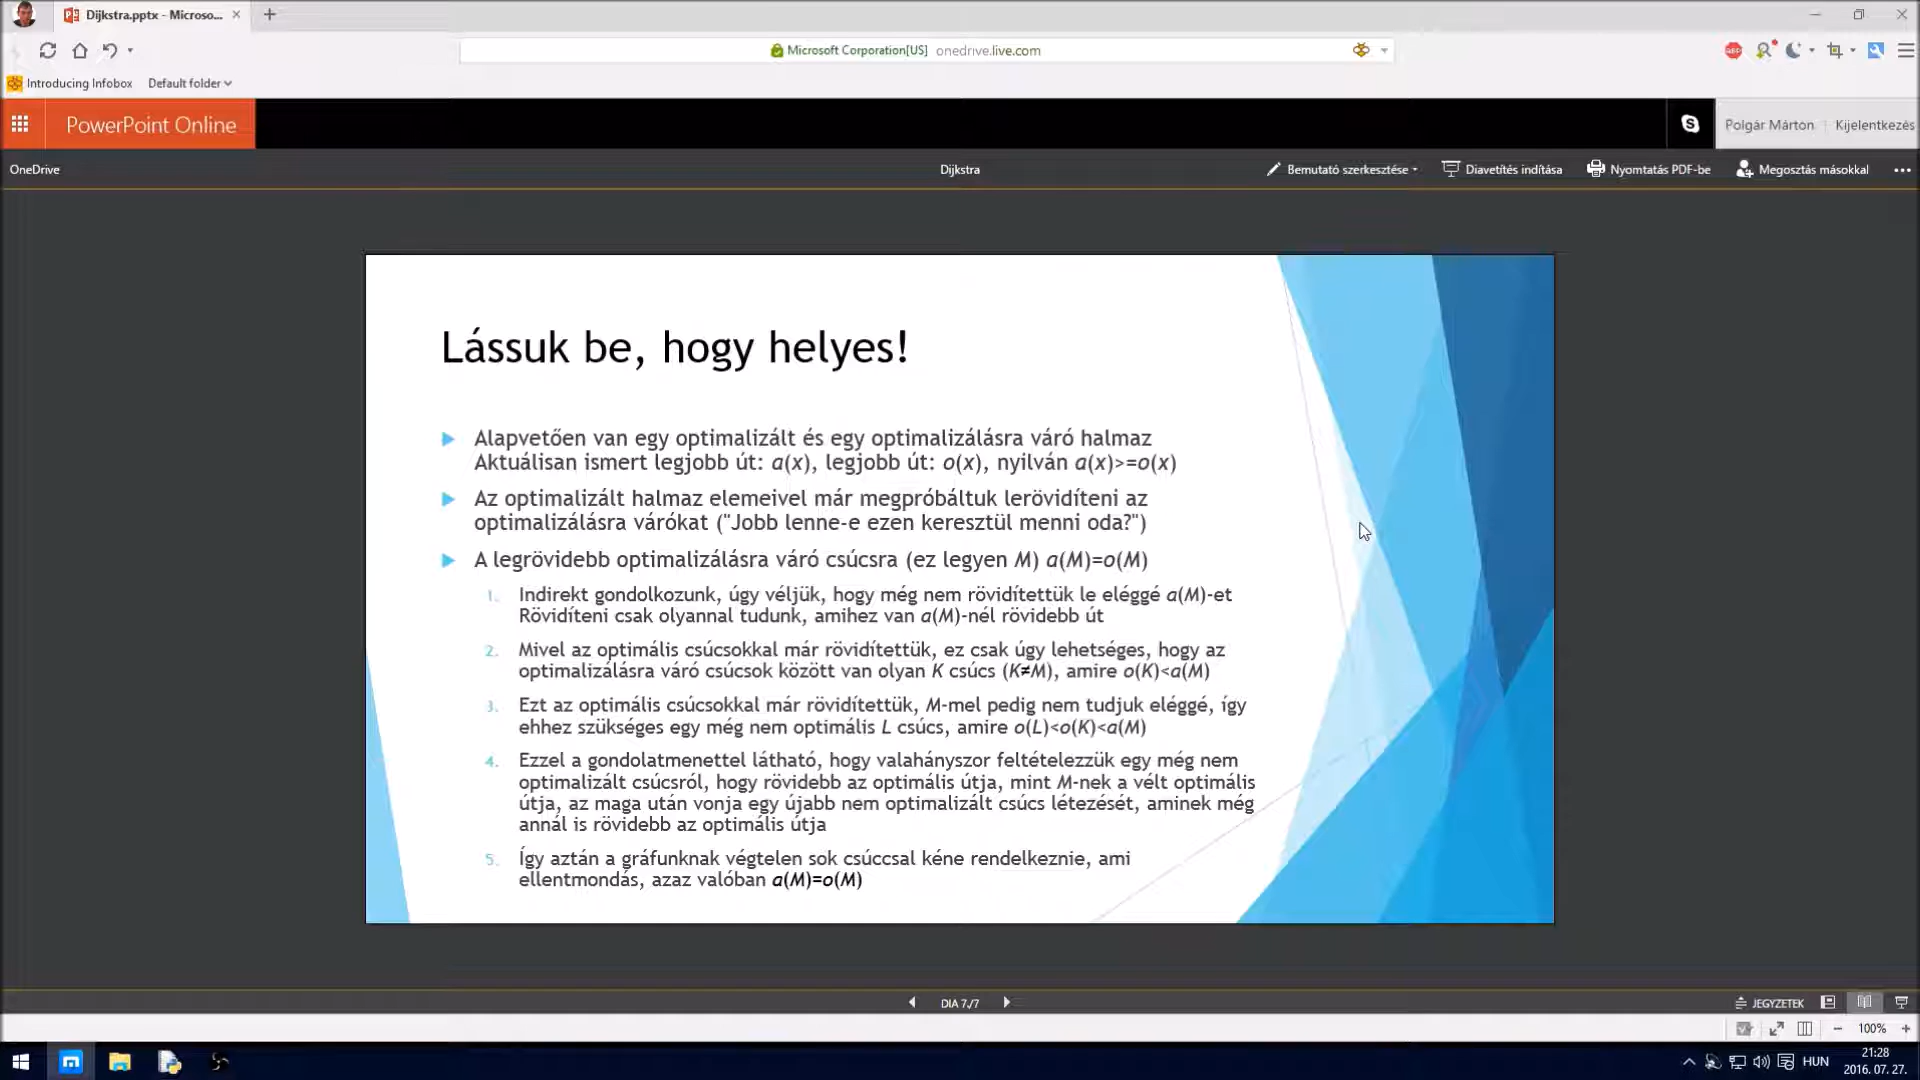 Dijkstra.pptx - Microso...
Microsoft Corporation[US] onedrive.live.com
ABP
Introducing Infobox Default folder
PowerPoint Online
Polgár Márton Kijelentkezés
OneDrive
Dijkstra
Bemutató szerkesztése
Diavetítés indítása
Nyomtatás PDF-be
Megosztás másokkal
Lássuk be, hogy helyes!
Alapvetően van egy optimalizált és egy optimalizálásra váró halmaz
Aktuálisan ismert legjobb út: a(x), legjobb út: o(x), nyilván a(x)>=o(x)
Az optimalizált halmaz elemeivel már megpróbáltuk lerövidíteni az
optimalizálásra várókat ("Jobb lenne-e ezen keresztül menni oda?")
A legrövidebb optimalizálásra váró csúcsra (ez legyen M) a(M)=o(M)
1. Indirekt gondolkozunk, úgy véljük, hogy még nem rövidítettük le eléggé a(M)-et
Rövidíteni csak olyannal tudunk, amihez van a(M)-nél rövidebb út
2. Mivel az optimális csúcsokkal már rövidítettük, ez csak úgy lehetséges, hogy az
optimalizálásra váró csúcsok között van olyan K csúcs (K≠M), amire o(K)<a(M)
3. Ezt az optimális csúcsokkal már rövidítettük, M-mel pedig nem tudjuk eléggé, így
ehhez szükséges egy még nem optimális L csúcs, amire o(L)<o(K)<a(M)
4. Ezzel a gondolatmenettel látható, hogy valahányszor feltételezzük egy még nem
optimalizált csúcsról, hogy rövidebb az optimális útja, mint M-nek a vélt optimális
útja, az maga után vonja egy újabb nem optimalizált csúcs létezését, aminek még
annál is rövidebb az optimális útja
5. Így aztán a gráfunknak végtelen sok csúccsal kéne rendelkeznie, ami
ellentmondás, azaz valóban a(M)=o(M)
DIA 7/7
JEGYZETEK
100%
HUN
21:28
2016. 07. 27.